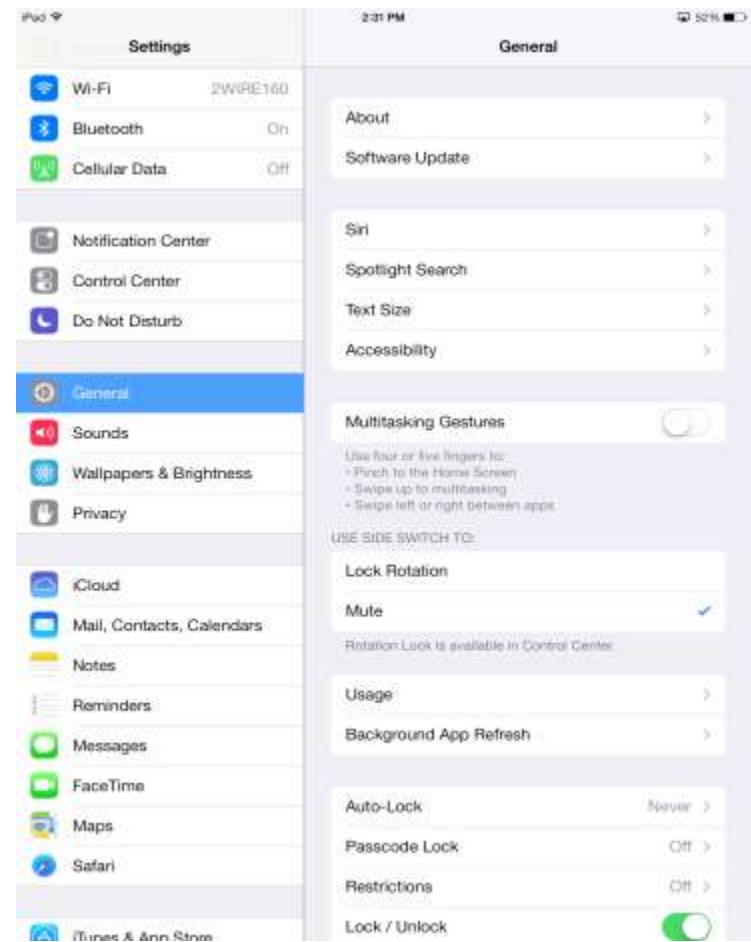 iPad
2:31 PM
52%
Settings
Wi-Fi 2WIRE160
Bluetooth On
Cellular Data Off
Notification Center
Control Center
Do Not Disturb
General
Sounds
Wallpapers & Brightness
Privacy
iCloud
Mail, Contacts, Calendars
Notes
Reminders
Messages
FaceTime
Maps
Safari
iTunes & App Store
General
About
Software Update
Siri
Spotlight Search
Text Size
Accessibility
Multitasking Gestures
Use four or five fingers to:
• Pinch to the Home Screen
• Swipe up to multitasking
• Swipe left or right between apps
USE SIDE SWITCH TO:
Lock Rotation
Mute
Rotation Lock is available in Control Center.
Usage
Background App Refresh
Auto-Lock Never
Passcode Lock Off
Restrictions Off
Lock / Unlock